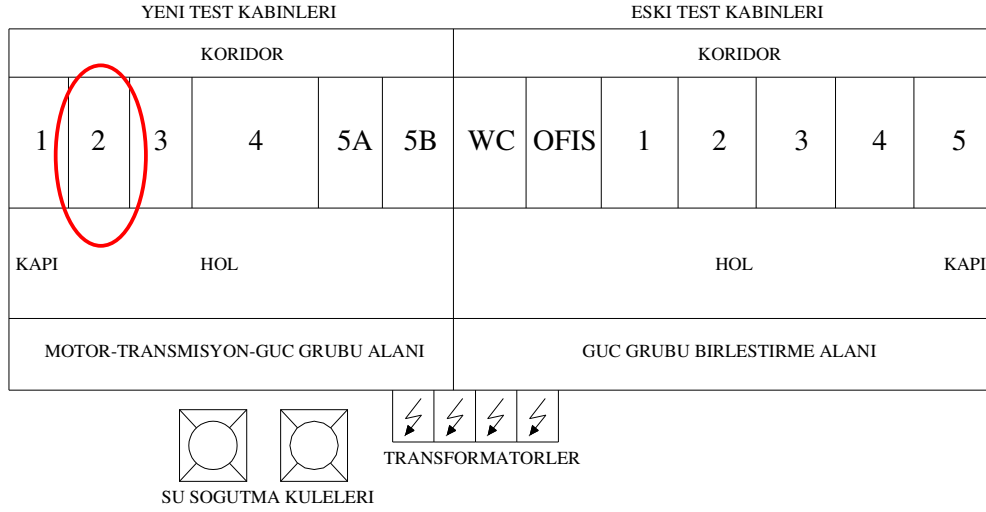 YENI TEST KABINLERI ESKI TEST KABINLERI
KORIDOR KORIDOR
1 2 3 4 5A 5B WC OFIS 1 2 3 4 5
KAPI HOL HOL KAPI
MOTOR-TRANSMISYON-GUC GRUBU ALANI GUC GRUBU BIRLESTIRME ALANI
TRANSFORMATORLER
SU SOGUTMA KULELERI